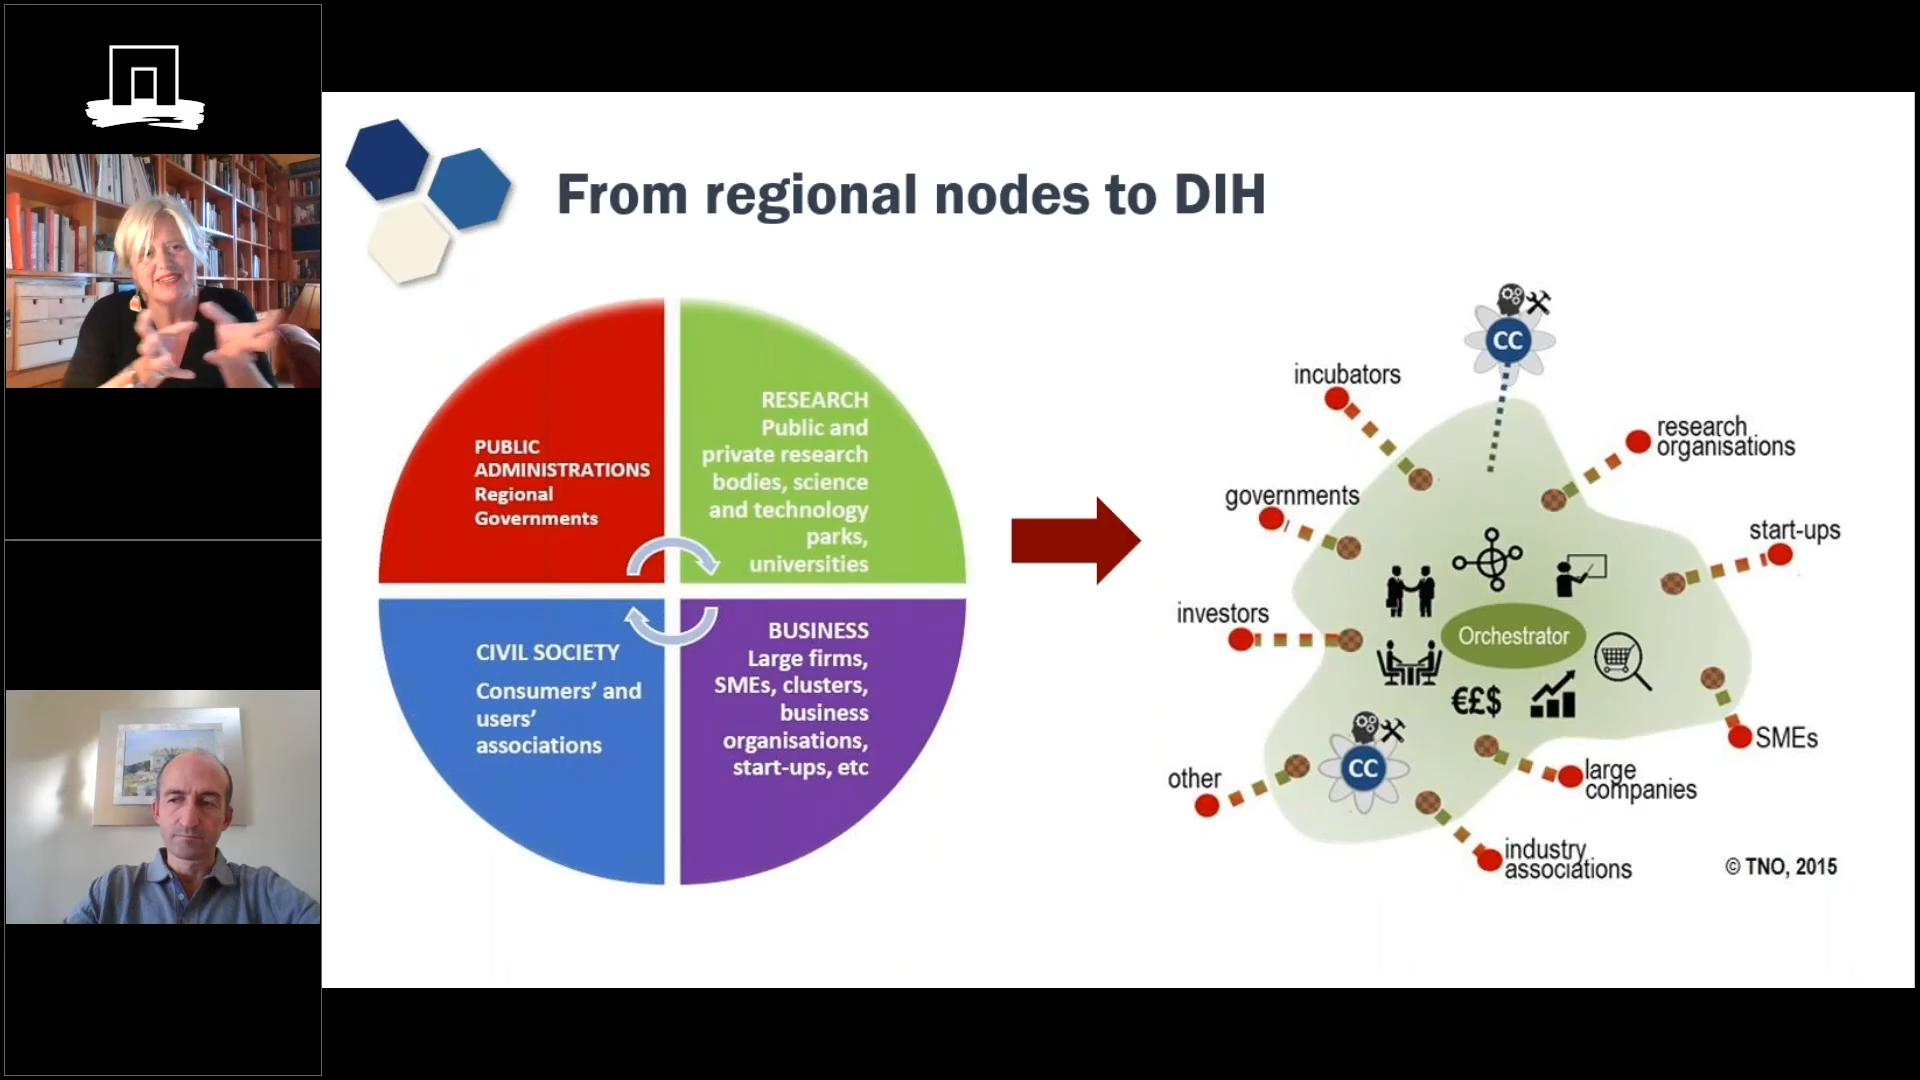 From regional nodes to DIH
PUBLIC
ADMINISTRATIONS
Regional
Governments
RESEARCH
Public and
private research
bodies, science
and technology
parks,
universities
CIVIL SOCIETY
Consumers’ and
users’
associations
BUSINESS
Large firms,
SMEs, clusters,
business
organisations,
start-ups, etc
CC
incubators
research
organisations
governments
start-ups
investors
Orchestrator
€£$
SMEs
CC
other
large
companies
industry
associations
© TNO, 2015